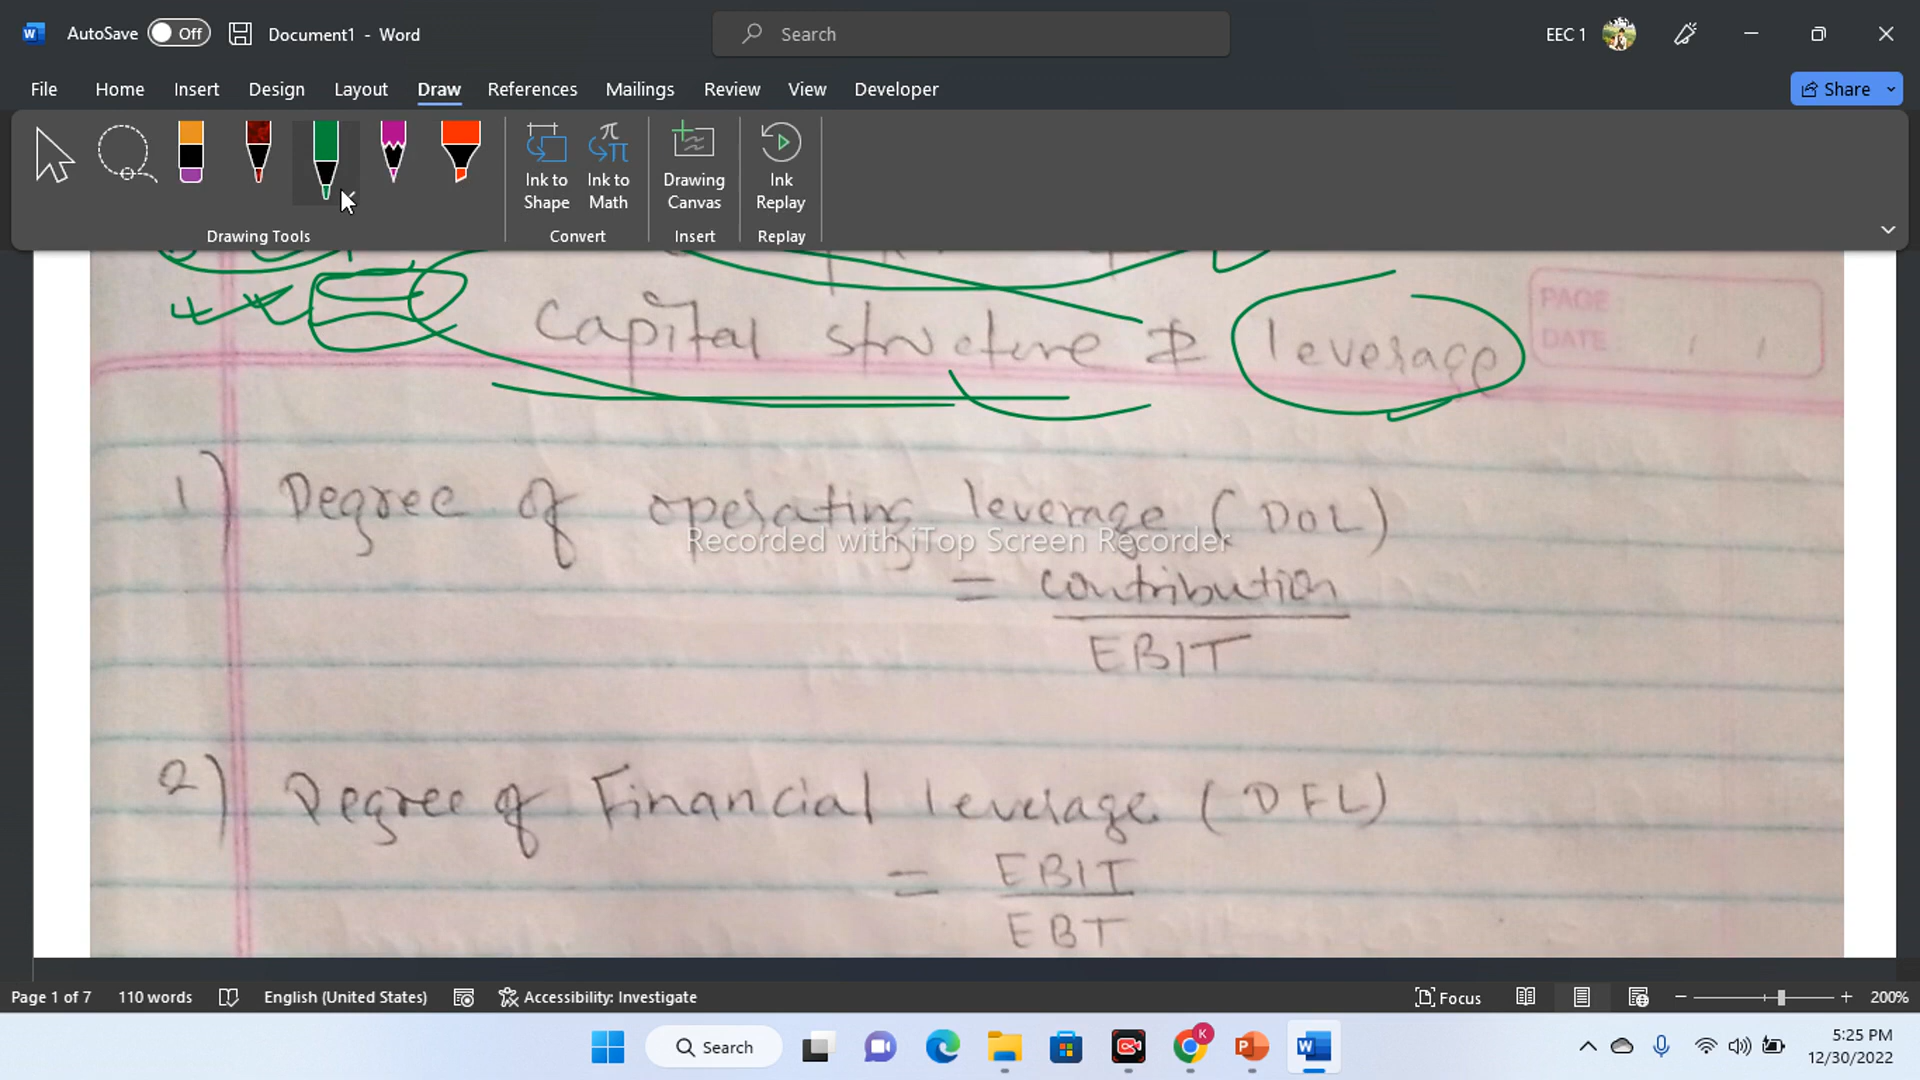 AutoSave Off Document1 - Word Search EEC 1
File Home Insert Design Layout Draw References Mailings Review View Developer Share
Ink to Shape Ink to Math Drawing Canvas Ink Replay
Drawing Tools Convert Insert Replay
Capital structure & leverage
PAGE
DATE / /
1) Degree of operating leverage (DOL)
Recorded with iTop Screen Recorder
= contribution
EBIT
2) Degree of Financial leverage (DFL)
= EBIT
EBT
Page 1 of 7 110 words English (United States) Accessibility: Investigate Focus 200%
Search K 5:25 PM
12/30/2022